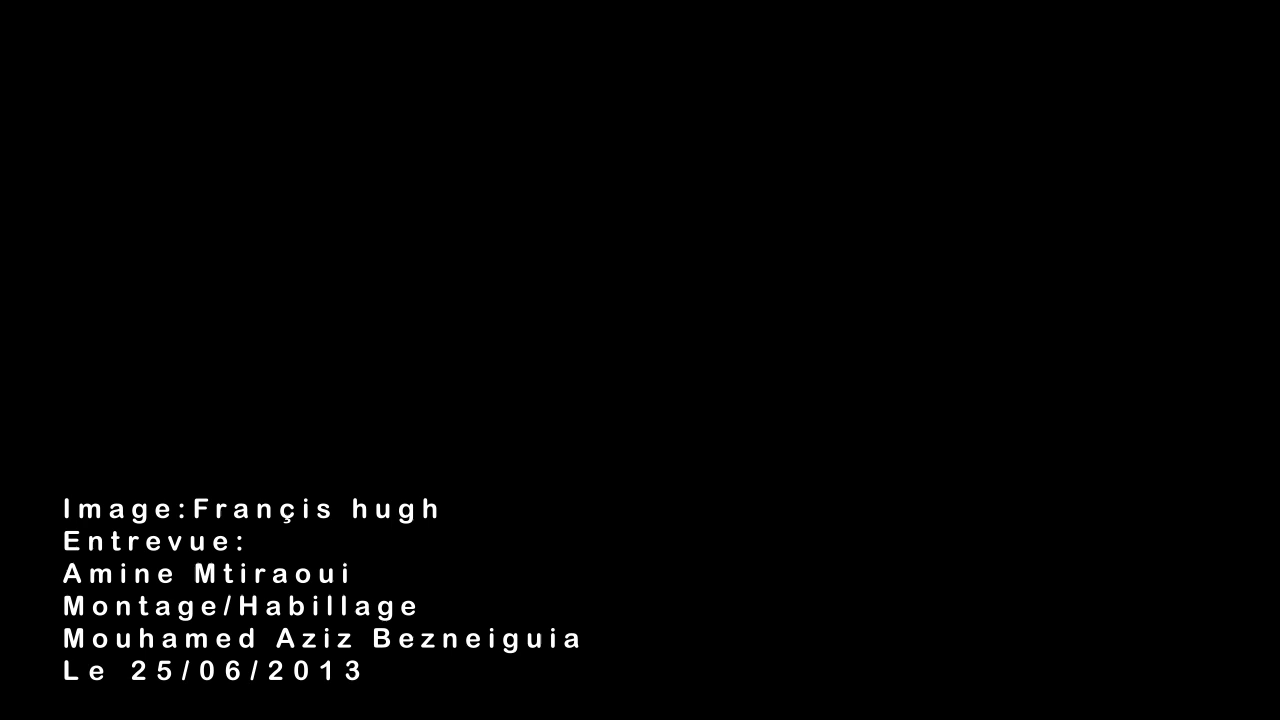 Image:Françis hugh
Entrevue:
Amine Mtiraoui
Montage/Habillage
Mouhamed Aziz Bezneiguia
Le 25/06/2013